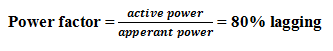 Power factor = active power / apperant power = 80% lagging